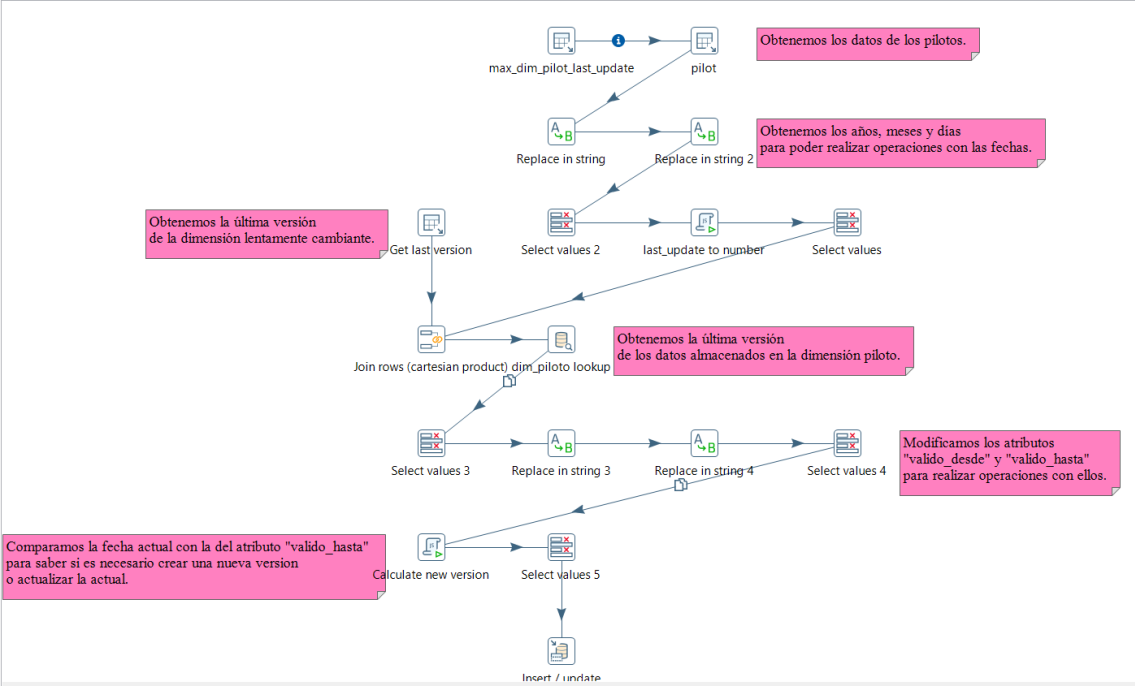 Obtenemos los datos de los pilotos.
max_dim_pilot_last_update
pilot
Obtenemos los años, meses y días
para poder realizar operaciones con las fechas.
Replace in string
Replace in string 2
Obtenemos la última versión
de la dimensión lentamente cambiante.
Get last version
Select values 2
last_update to number
Select values
Obtenemos la última versión
de los datos almacenados en la dimensión piloto.
Join rows (cartesian product)
dim_piloto lookup
Modificamos los atributos
"valido_desde" y "valido_hasta"
para realizar operaciones con ellos.
Select values 3
Replace in string 3
Replace in string 4
Select values 4
Comparamos la fecha actual con la del atributo "valido_hasta"
para saber si es necesario crear una nueva version
o actualizar la actual.
Calculate new version
Select values 5
Insert / update